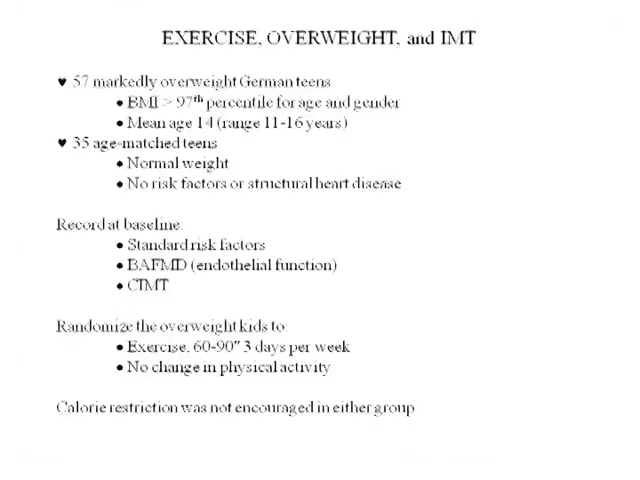 EXERCISE, OVERWEIGHT, and IMT
♥ 57 markedly overweight German teens
● BMI > 97th percentile for age and gender
● Mean age 14 (range 11-16 years)
♥ 35 age-matched teens
● Normal weight
● No risk factors or structural heart disease
Record at baseline:
● Standard risk factors
● BAFMD (endothelial function)
● CIMT
Randomize the overweight kids to:
● Exercise, 60-90" 3 days per week
● No change in physical activity
Calorie restriction was not encouraged in either group